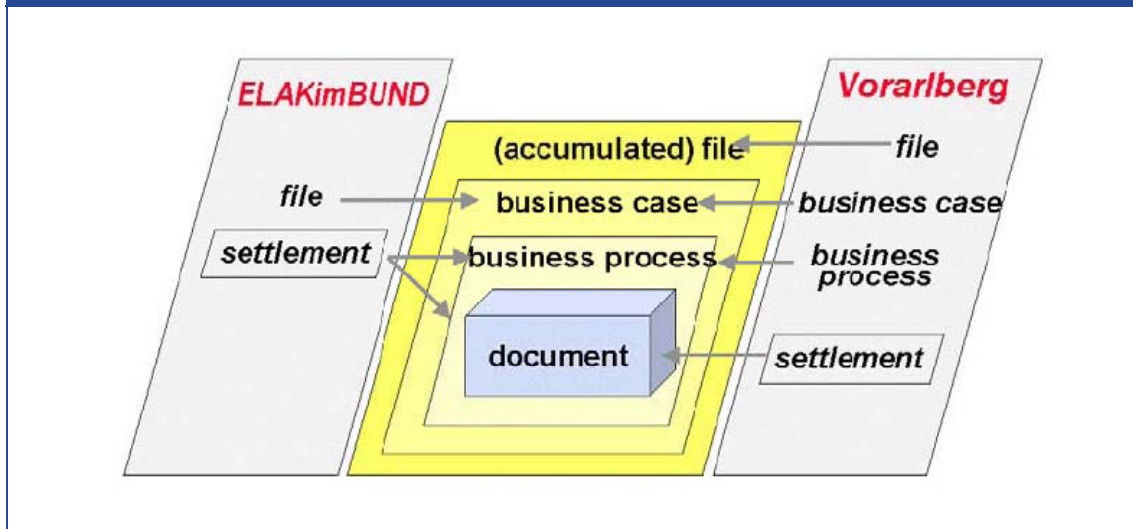 ELAKimBUND
file
settlement
(accumulated) file
business case
business process
document
Vorarlberg
file
business case
business
process
settlement